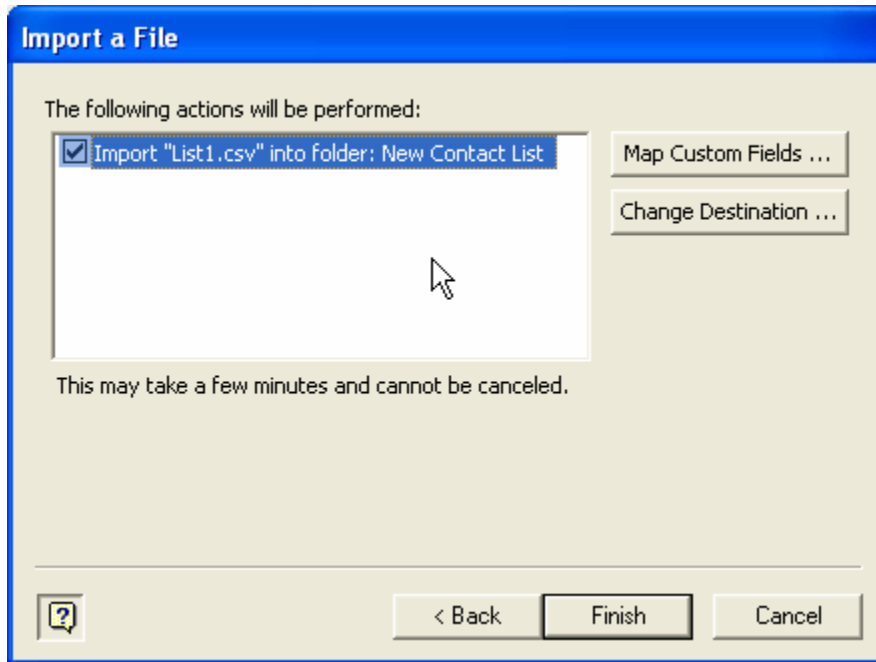 Import a File
The following actions will be performed:
Import "List1.csv" into folder: New Contact List
Map Custom Fields ...
Change Destination ...
This may take a few minutes and cannot be canceled.
?
< Back
Finish
Cancel